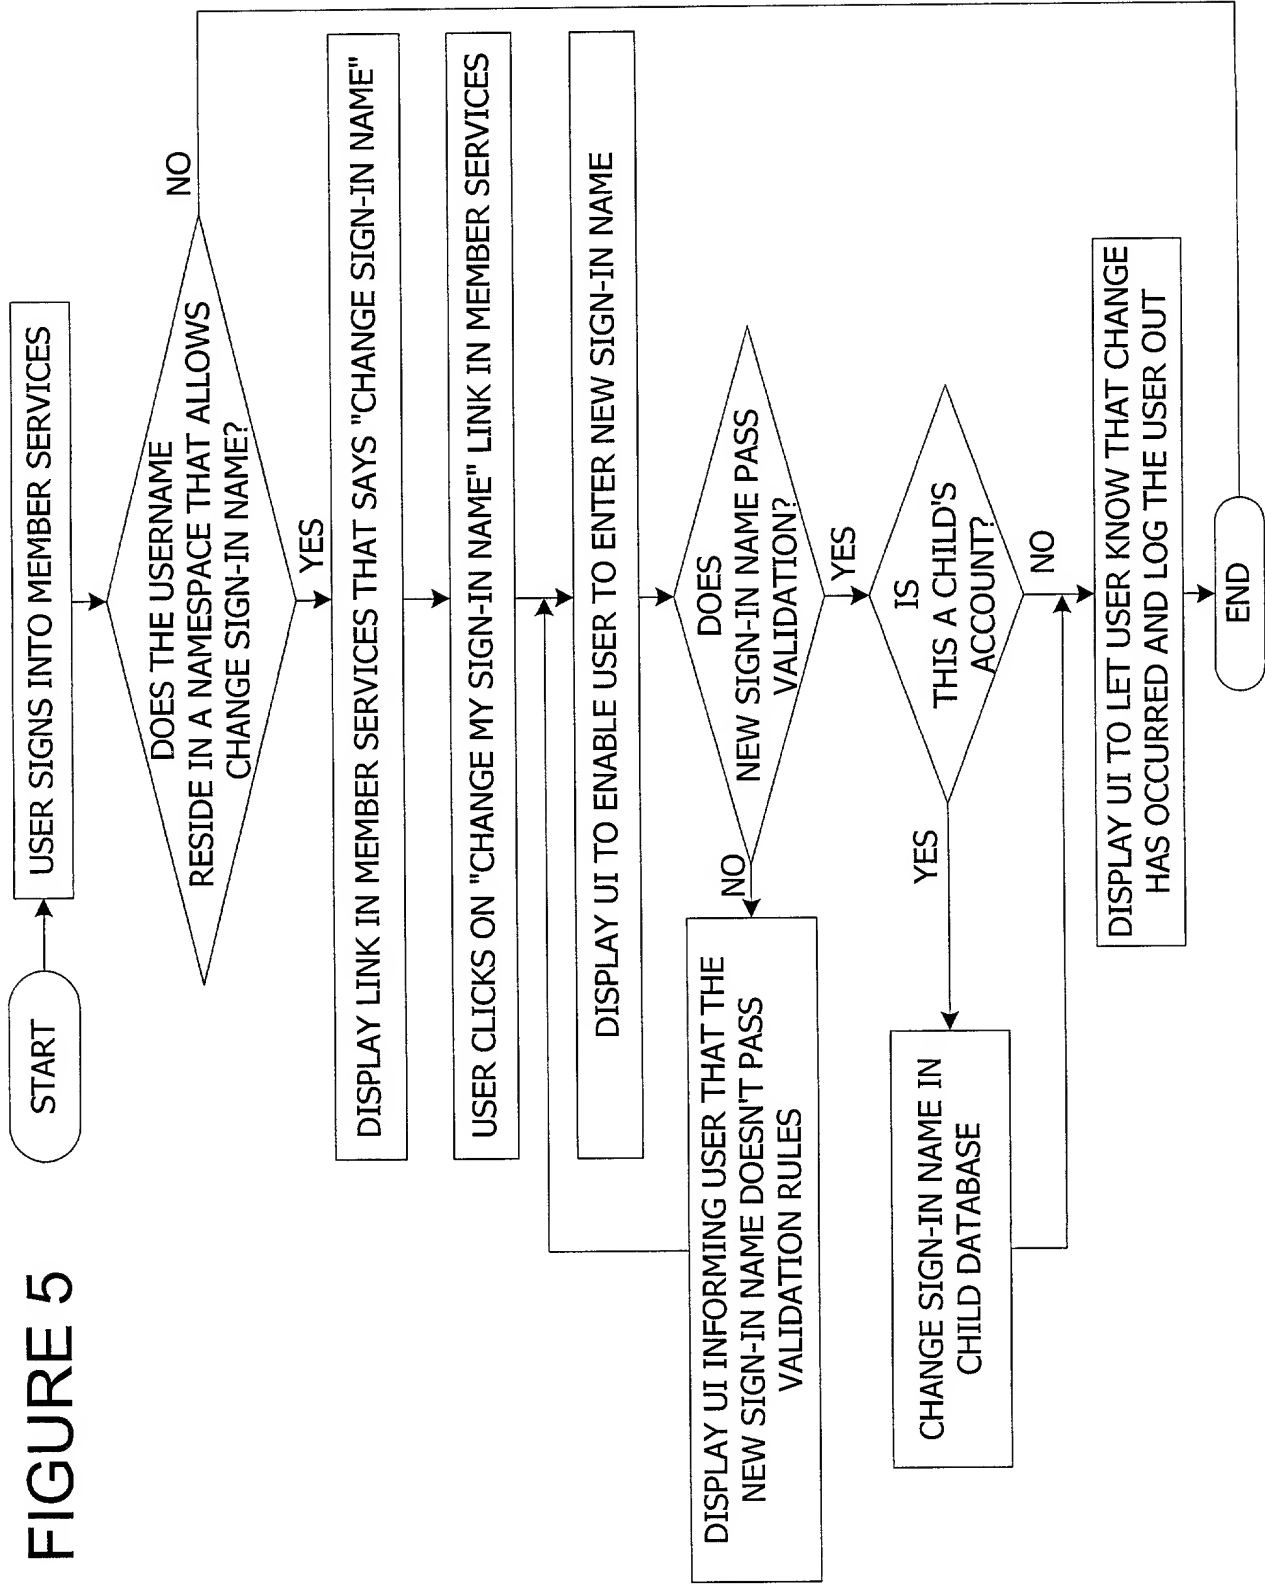 FIGURE 5
START
USER SIGNS INTO MEMBER SERVICES
DOES THE USERNAME
RESIDE IN A NAMESPACE THAT ALLOWS
CHANGE SIGN-IN NAME?
NO
YES
DISPLAY LINK IN MEMBER SERVICES THAT SAYS "CHANGE SIGN-IN NAME"
USER CLICKS ON "CHANGE MY SIGN-IN NAME" LINK IN MEMBER SERVICES
DISPLAY UI TO ENABLE USER TO ENTER NEW SIGN-IN NAME
DOES
NEW SIGN-IN NAME PASS
VALIDATION?
NO
DISPLAY UI INFORMING USER THAT THE
NEW SIGN-IN NAME DOESN'T PASS
VALIDATION RULES
YES
IS
THIS A CHILD'S
ACCOUNT?
YES
CHANGE SIGN-IN NAME IN
CHILD DATABASE
NO
DISPLAY UI TO LET USER KNOW THAT CHANGE
HAS OCCURRED AND LOG THE USER OUT
END